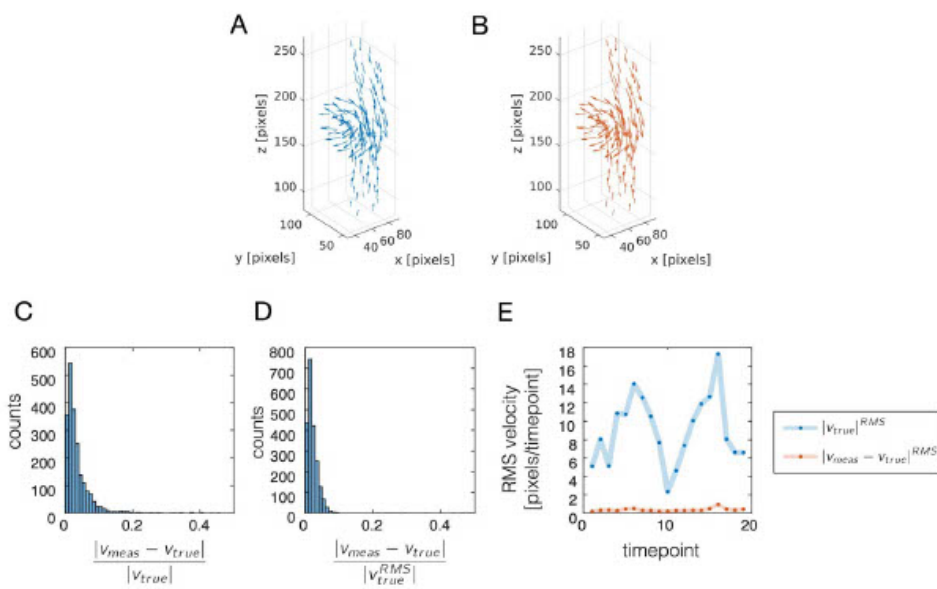 A
B
250
200
150
100
z [pixels]
100
50
y [pixels]
40 60 80
x [pixels]
250
200
150
100
z [pixels]
100
50
y [pixels]
40 60 80
x [pixels]
C
D
E
600
500
400
300
200
100
0
counts
0 0.2 0.4
|v_meas − v_true|
|v_true|
800
700
600
500
400
300
200
100
0
counts
0 0.2 0.4
|v_meas − v_true|
|v_true^RMS|
18
16
14
12
10
8
6
4
2
0
RMS velocity
[pixels/timepoint]
0 10 20
timepoint
|v_true|^RMS
|v_meas − v_true|^RMS